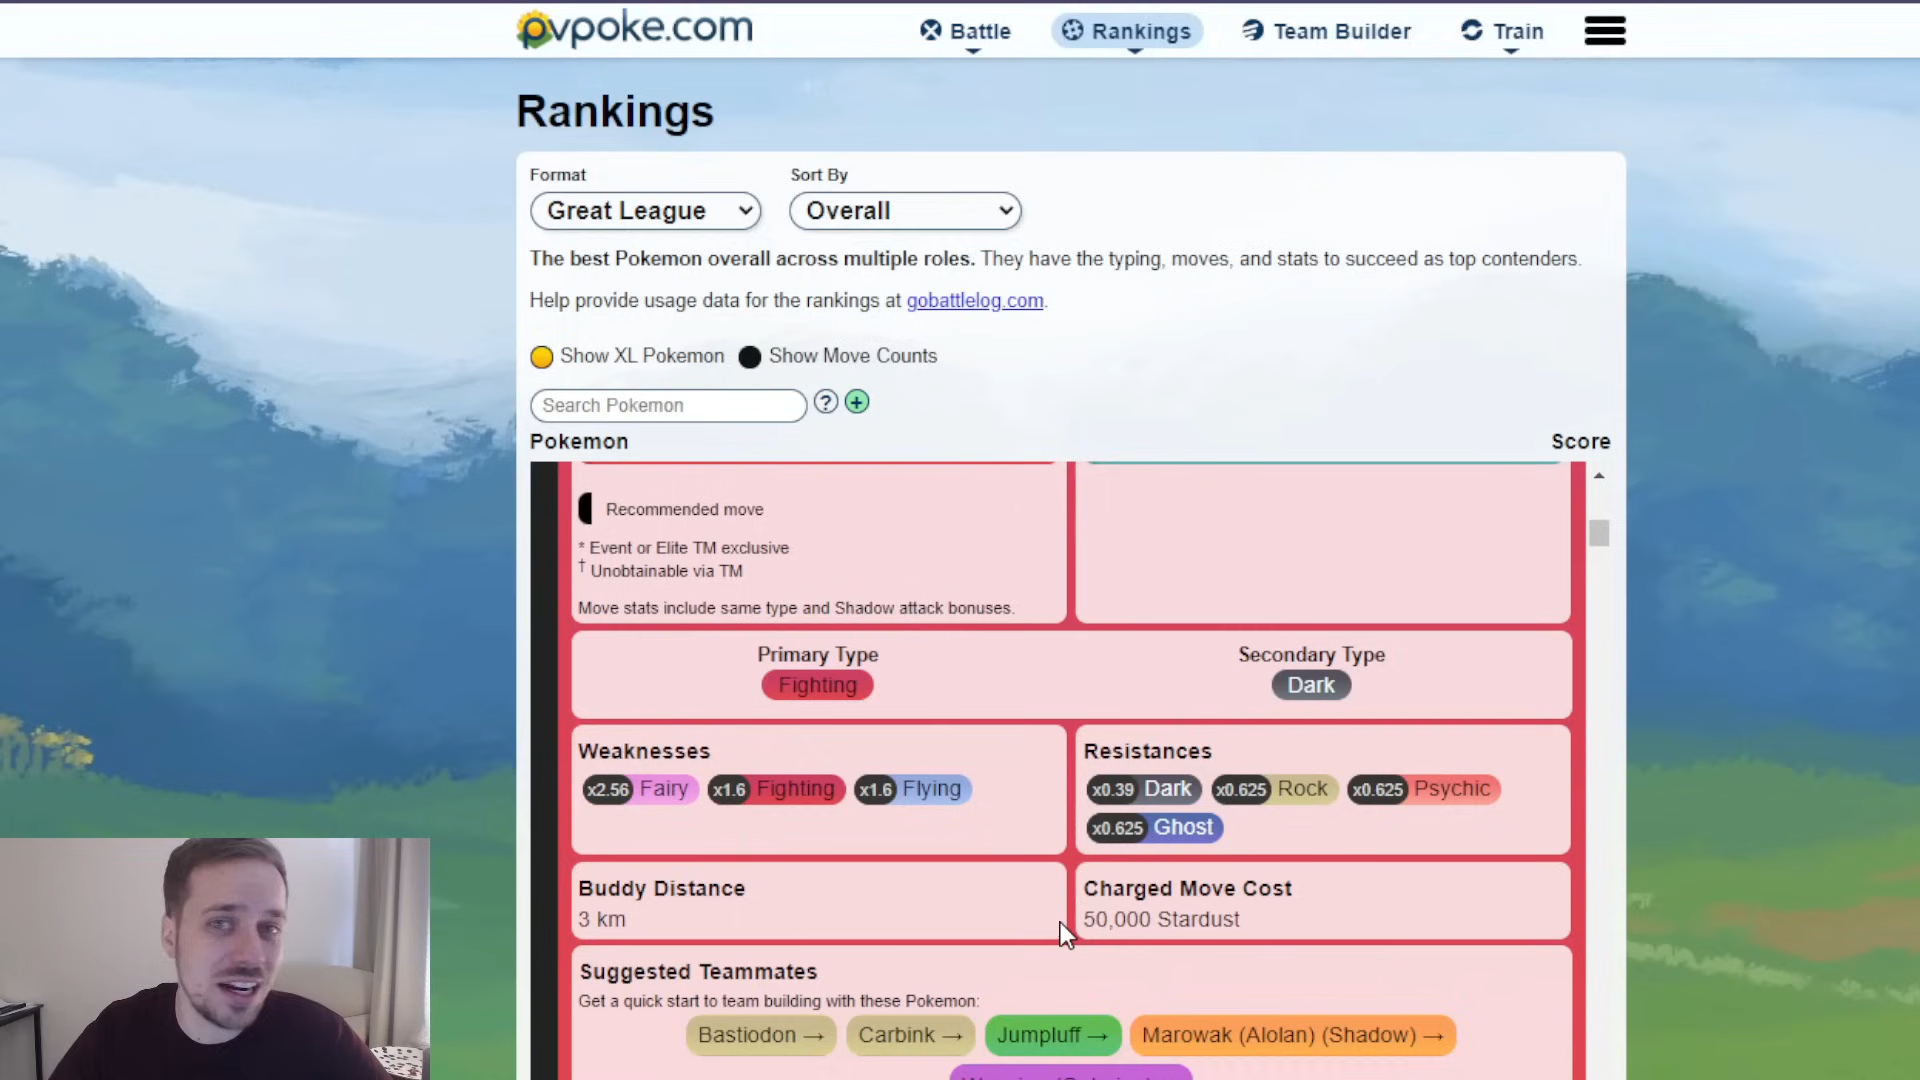 pvpoke.com
Battle
Rankings
Team Builder
Train
Rankings
Format
Sort By
Great League
Overall
The best Pokemon overall across multiple roles. They have the typing, moves, and stats to succeed as top contenders.
Help provide usage data for the rankings at gobattlelog.com.
Show XL Pokemon
Show Move Counts
Search Pokemon
?
+
Pokemon
Score
Recommended move
* Event or Elite TM exclusive
† Unobtainable via TM
Move stats include same type and Shadow attack bonuses.
Primary Type
Fighting
Secondary Type
Dark
Weaknesses
x2.56 Fairy
x1.6 Fighting
x1.6 Flying
Resistances
x0.39 Dark
x0.625 Rock
x0.625 Psychic
x0.625 Ghost
Buddy Distance
3 km
Charged Move Cost
50,000 Stardust
Suggested Teammates
Get a quick start to team building with these Pokemon:
Bastiodon →
Carbink →
Jumpluff →
Marowak (Alolan) (Shadow) →